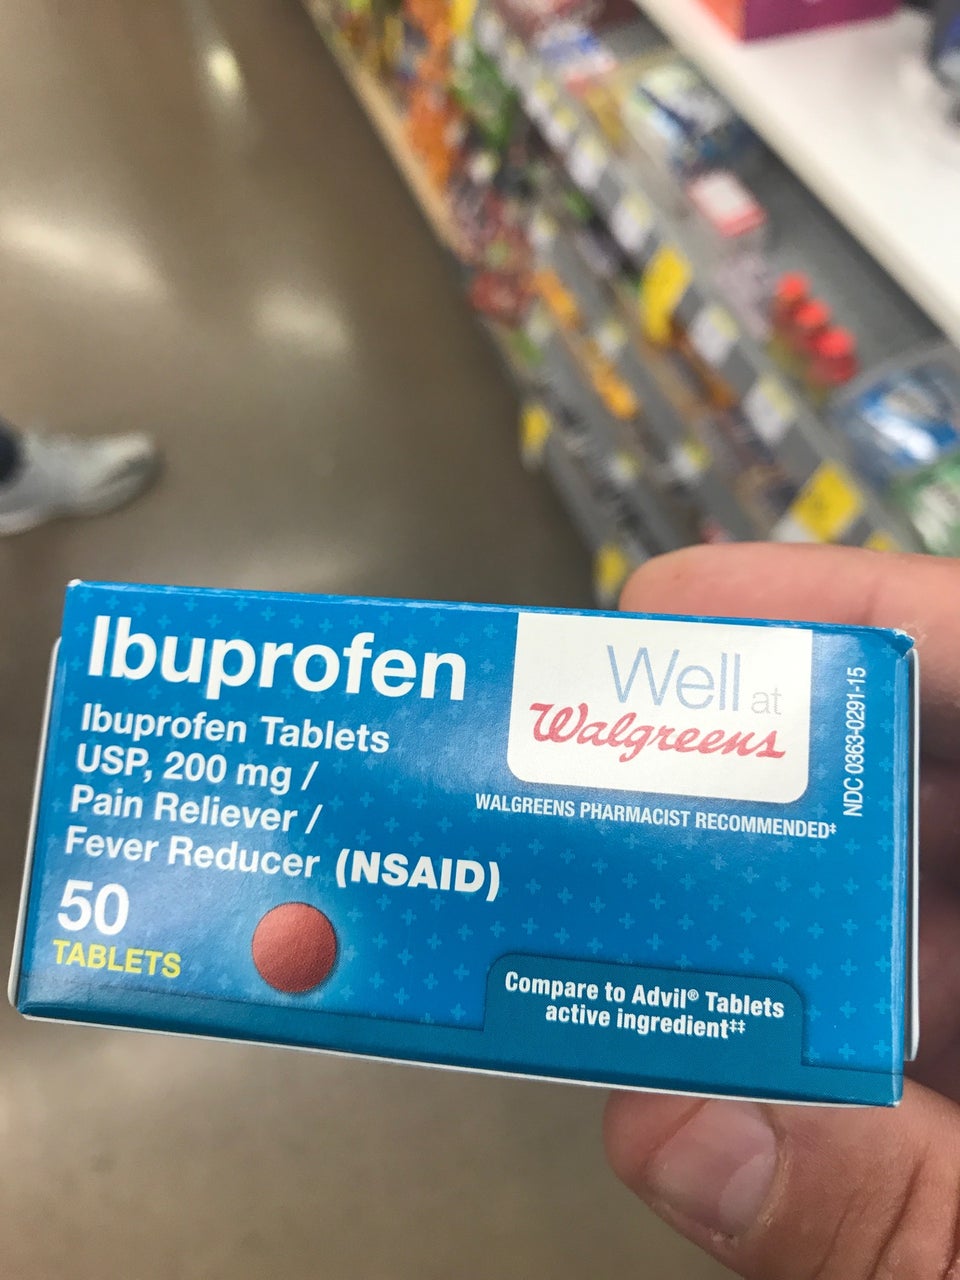 Ibuprofen
Ibuprofen Tablets
USP, 200 mg /
Pain Reliever /
Fever Reducer (NSAID)
50
TABLETS
Well at
Walgreens
WALGREENS PHARMACIST RECOMMENDED‡
NDC 0363-0291-15
Compare to Advil® Tablets
active ingredient‡‡